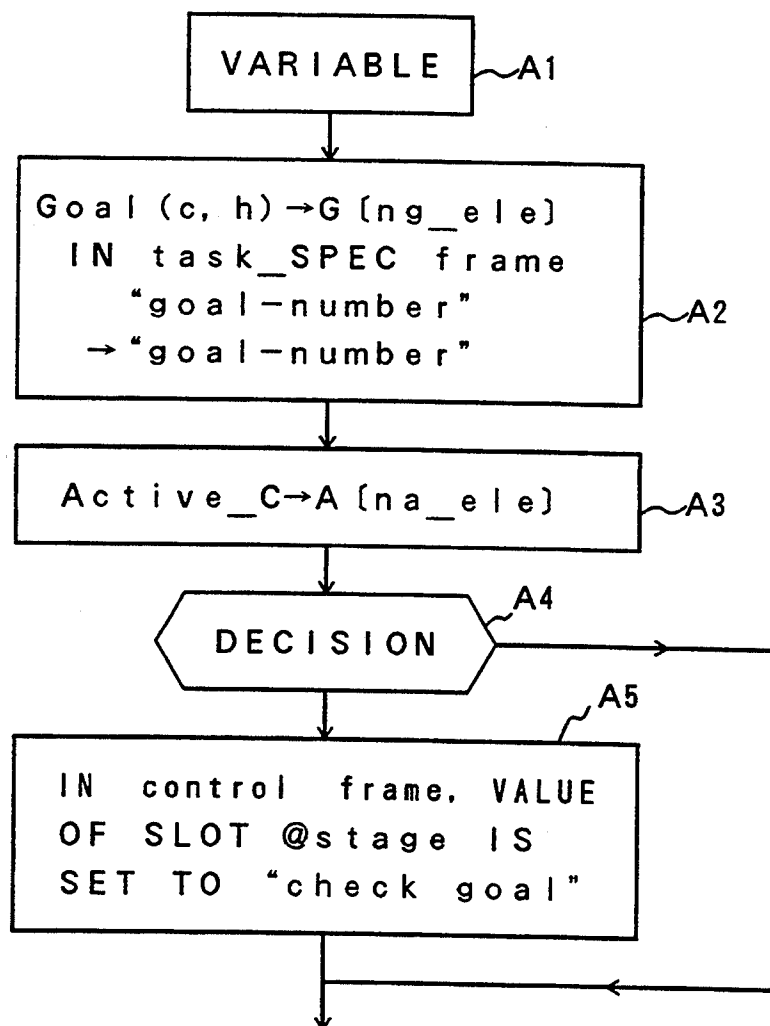 VARIABLE
A1
Goal(c, h)→G[ng_ele]
IN task_SPEC frame
“goal-number”
→“goal-number”
A2
Active_C→A[na_ele]
A3
DECISION
A4
A5
IN control frame, VALUE
OF SLOT @stage IS
SET TO “check goal”